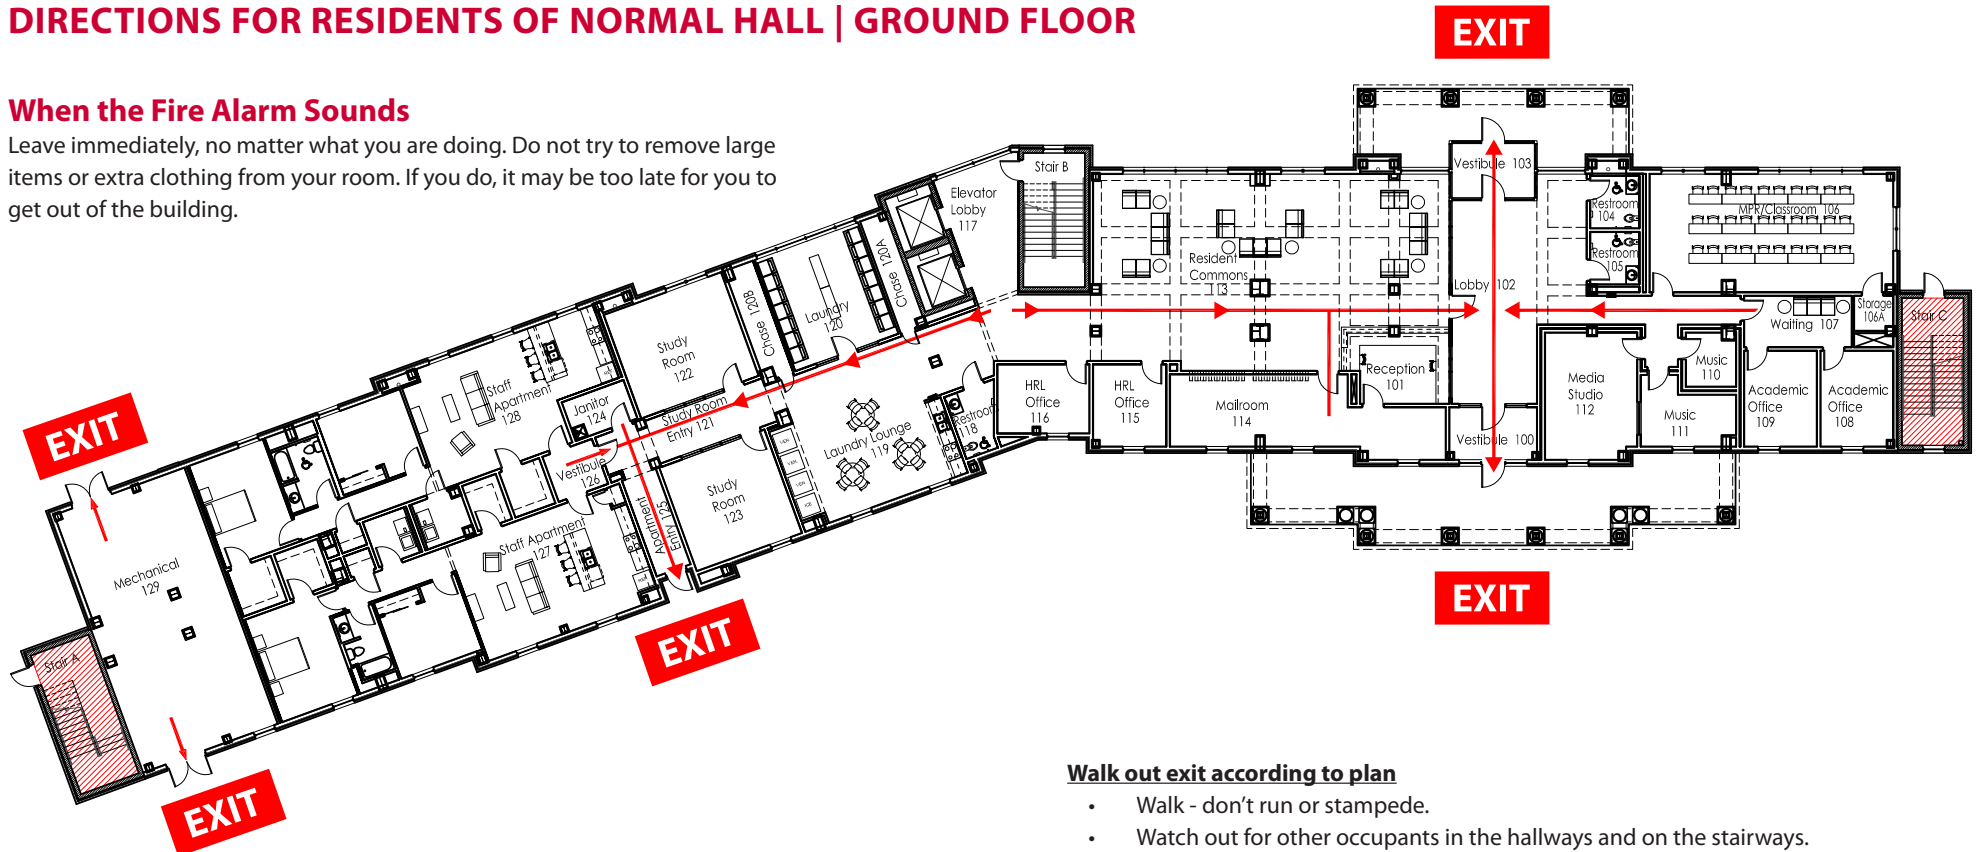 DIRECTIONS FOR RESIDENTS OF NORMAL HALL | GROUND FLOOR
EXIT
When the Fire Alarm Sounds
Leave immediately, no matter what you are doing. Do not try to remove large
items or extra clothing from your room. If you do, it may be too late for you to
get out of the building.
Stair B
Elevator
Lobby
117
Vestibule 103
Restroom
104
Restroom
105
MPR/Classroom 106
Resident
Commons
113
Lobby 102
Storage
106A
Waiting 107
Stair C
Chase 120A
Chase 120B
Laundry
120
Study
Room
122
Staff
Apartment
128
Janitor
124
Study Room
Entry 121
Laundry Lounge
119
Restroom
118
HRL
Office
116
HRL
Office
115
Mailroom
114
Reception
101
Vestibule 100
Media
Studio
112
Music
110
Music
111
Academic
Office
109
Academic
Office
108
EXIT
Vestibule
126
Study
Room
123
Apartment
Entry 125
Staff Apartment
127
Mechanical
129
Stair A
EXIT
EXIT
EXIT
Walk out exit according to plan
• Walk - don’t run or stampede.
• Watch out for other occupants in the hallways and on the stairways.